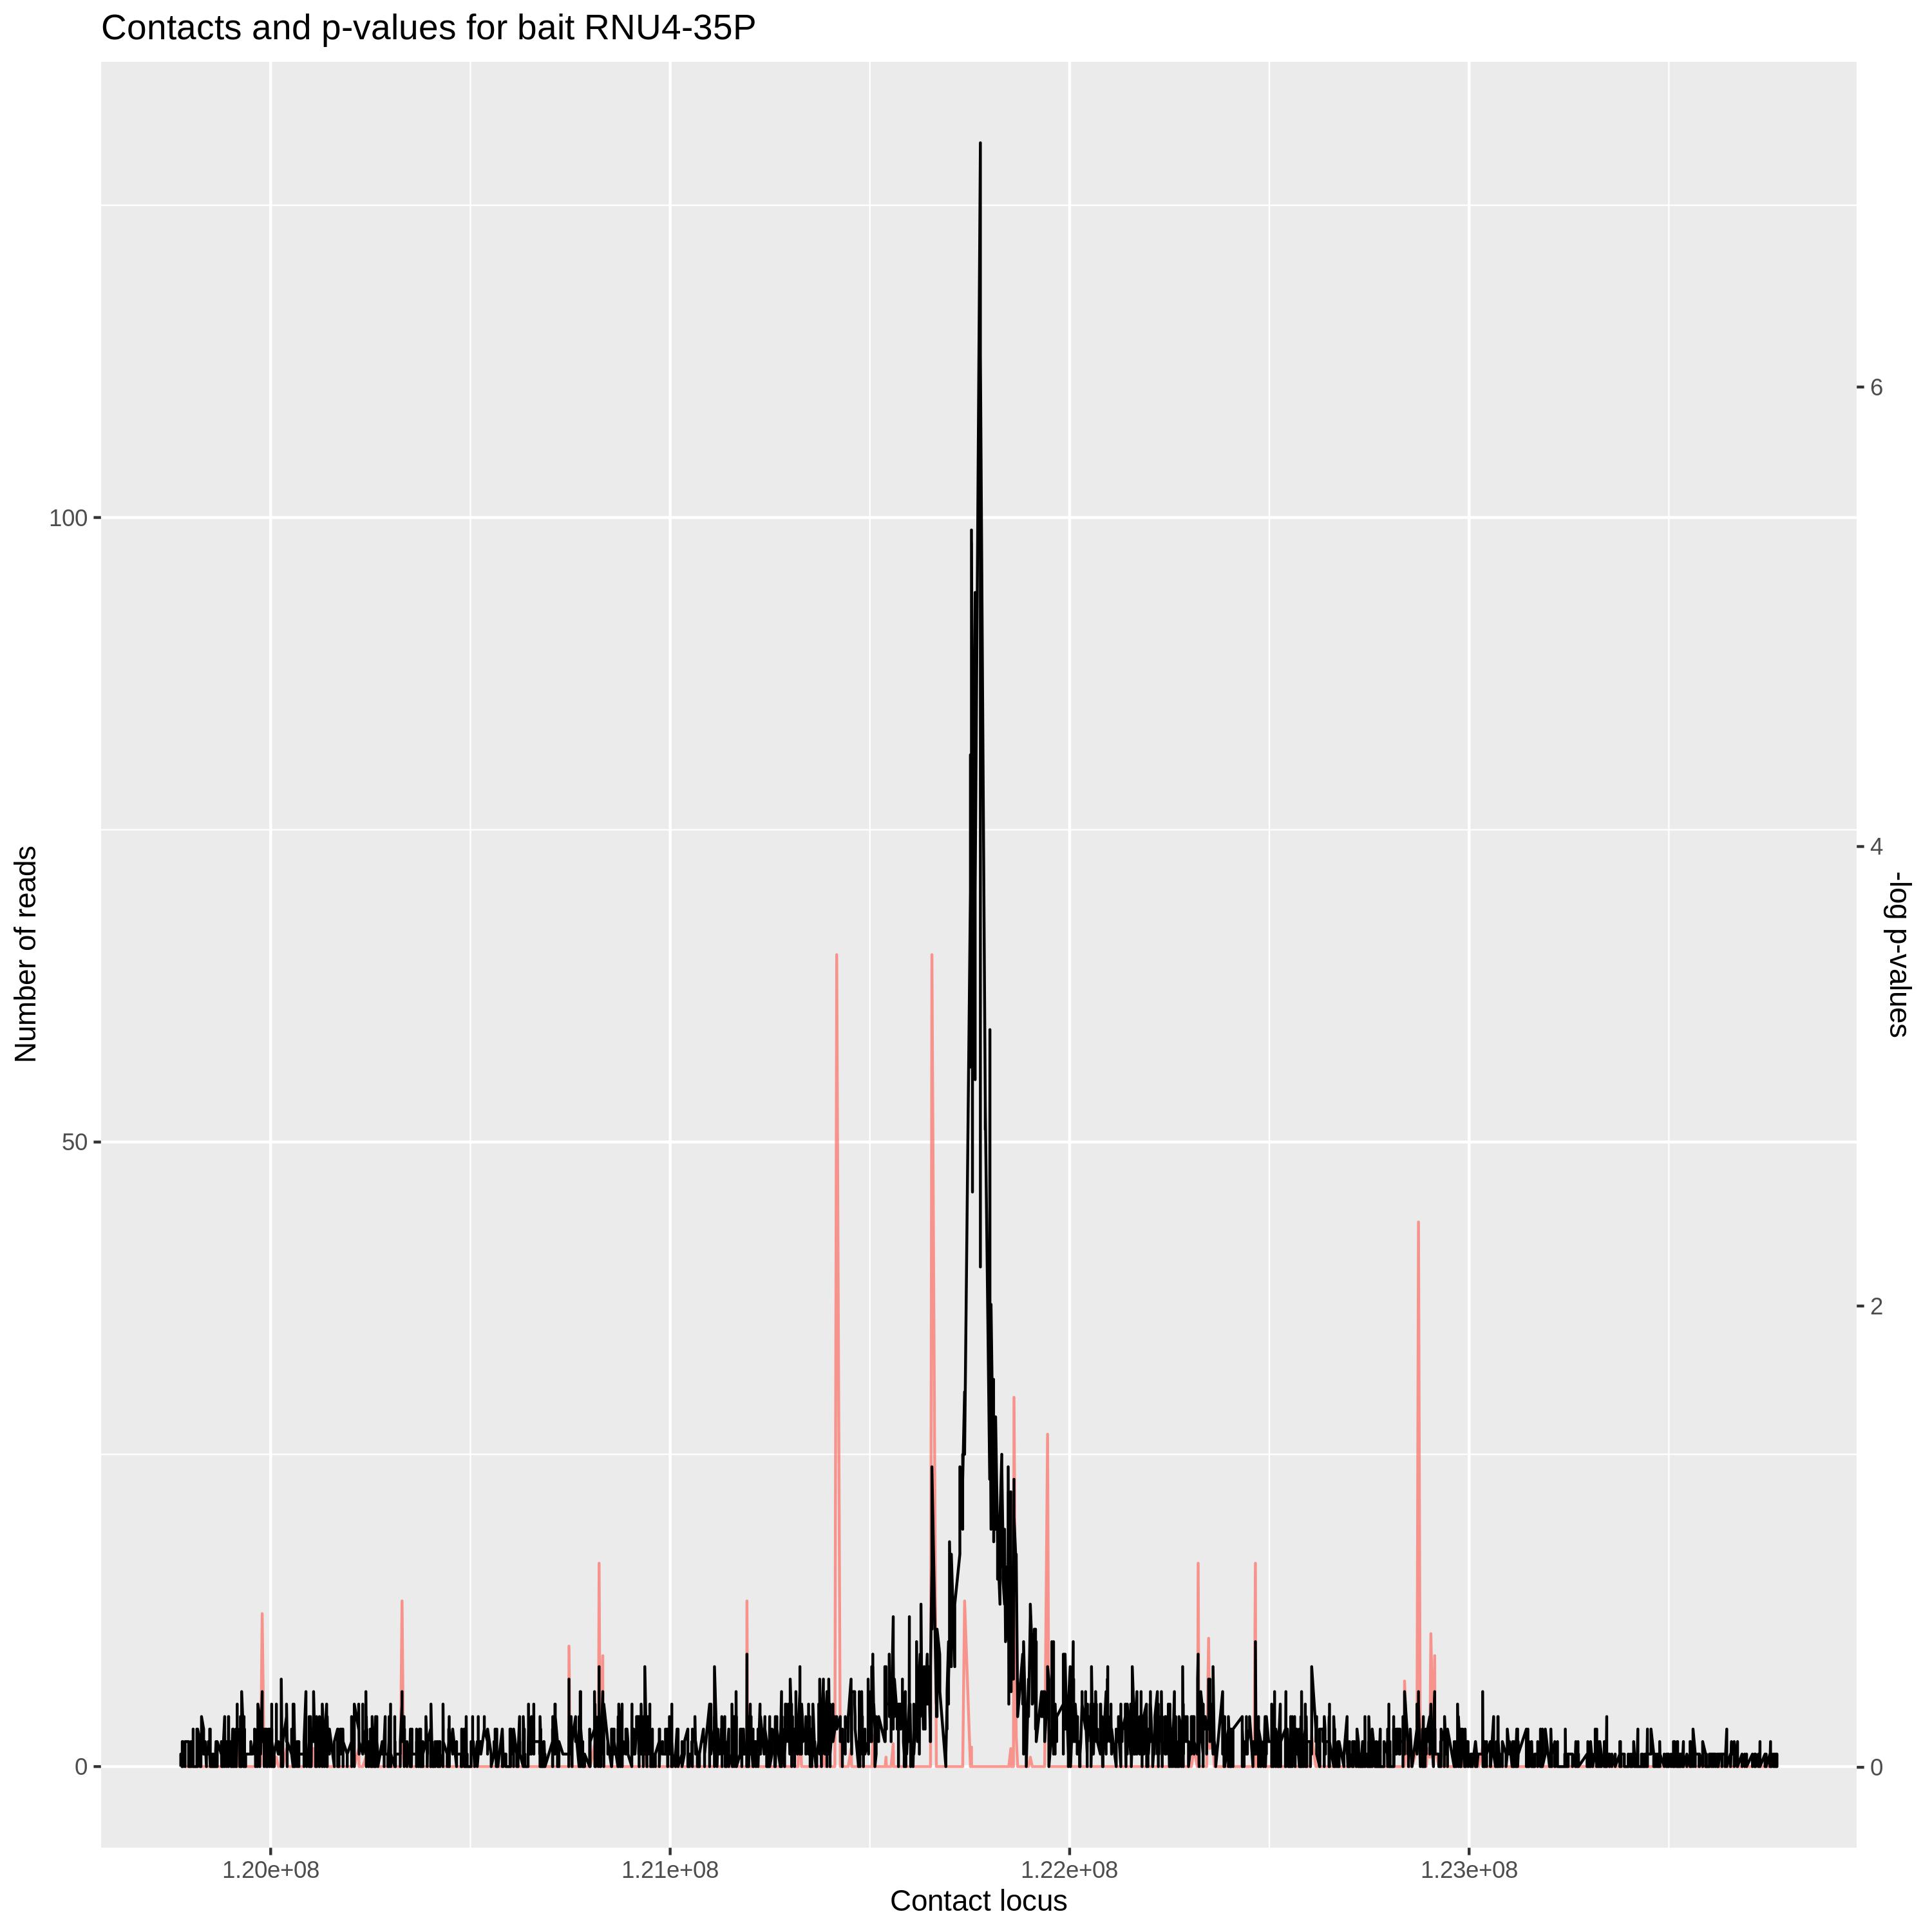 Contacts and p-values for bait RNU4-35P
Number of reads
100
50
0
6
4
2
0
-log p-values
1.20e+08
1.21e+08
1.22e+08
1.23e+08
Contact locus